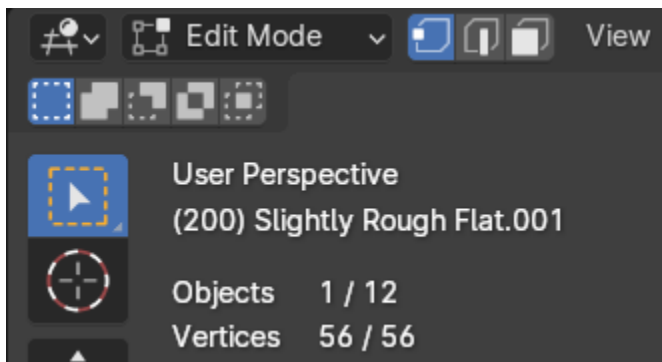 Edit Mode View
User Perspective
(200) Slightly Rough Flat.001
Objects 1 / 12
Vertices 56 / 56